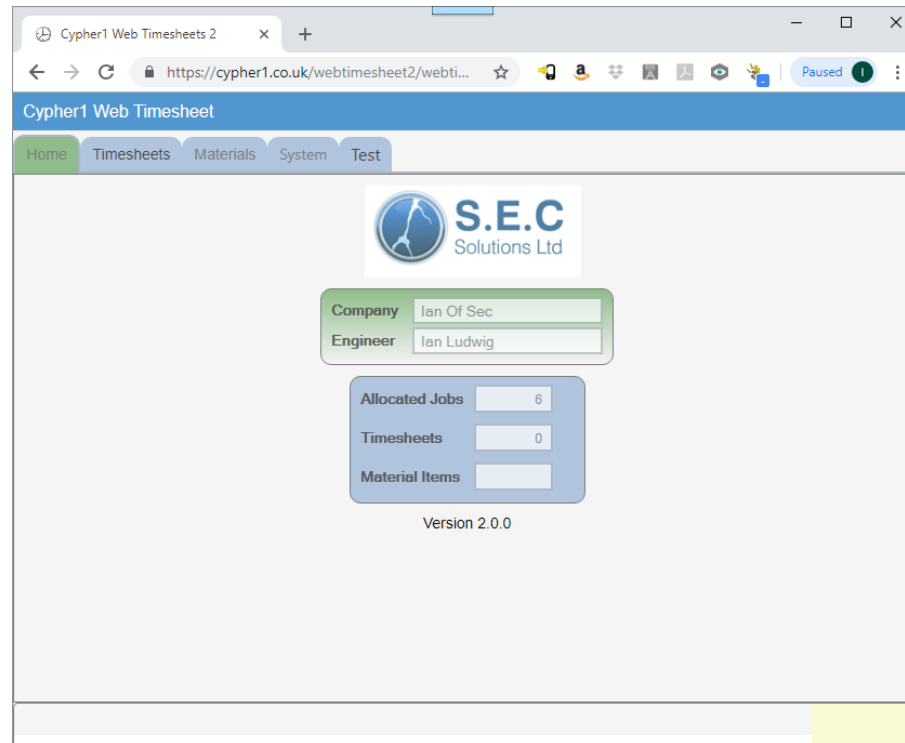 Cypher1 Web Timesheets 2
https://cypher1.co.uk/webtimesheet2/webti...
Paused I
Cypher1 Web Timesheet
Home Timesheets Materials System Test
S.E.C
Solutions Ltd
Company Ian Of Sec
Engineer Ian Ludwig
Allocated Jobs 6
Timesheets 0
Material Items
Version 2.0.0